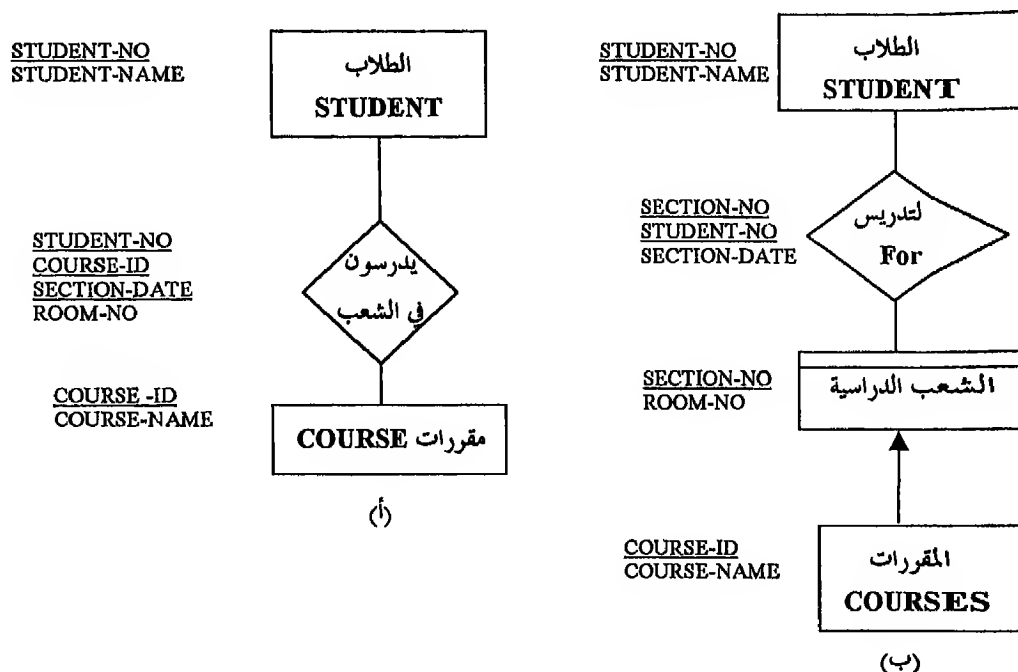 STUDENT-NO
STUDENT-NAME
الطلاب
STUDENT
STUDENT-NO
COURSE-ID
SECTION-DATE
ROOM-NO
يدرسون
في الشعب
COURSE -ID
COURSE-NAME
مقررات COURSE
(أ)
STUDENT-NO
STUDENT-NAME
الطلاب
STUDENT
SECTION-NO
STUDENT-NO
SECTION-DATE
لتدريس
For
SECTION-NO
ROOM-NO
الشعب الدراسية
COURSE-ID
COURSE-NAME
المقررات
COURSES
(ب)